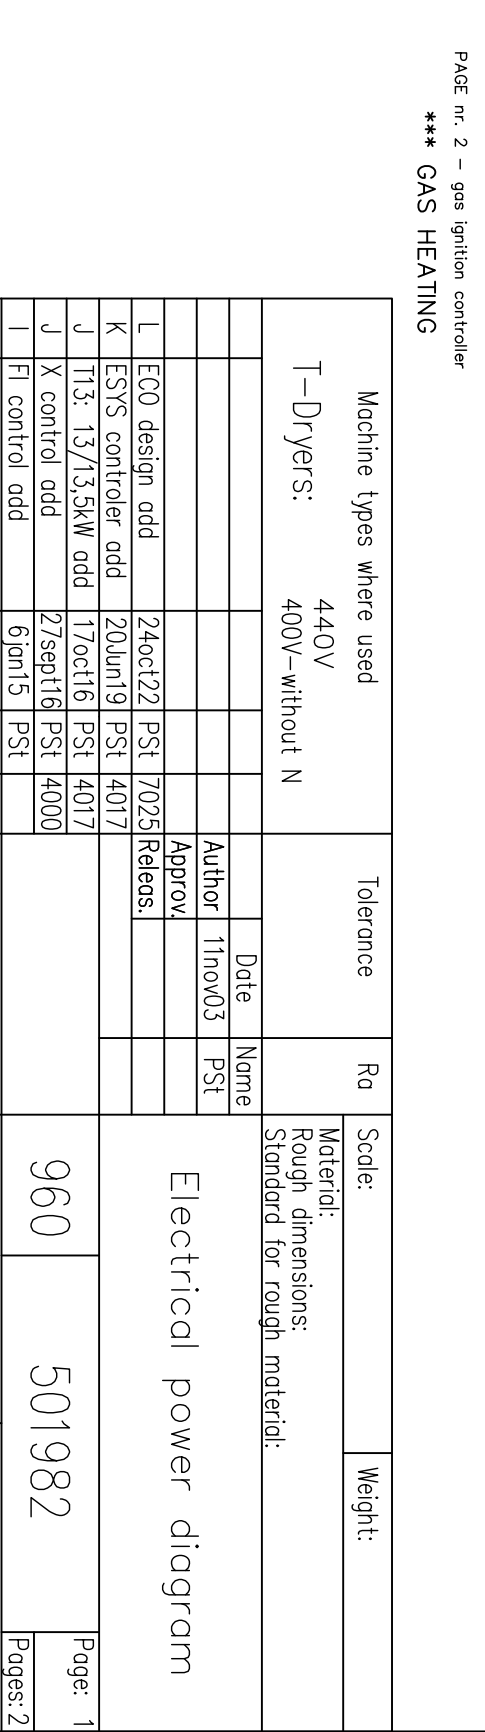 PAGE nr. 2 - gas ignition controller
*** GAS HEATING
Machine types where used
Tolerance
Ra
Scale:
Weight:
T-Dryers:
440V
400V-without N
Material:
Rough dimensions:
Standard for rough material:
Date
Name
Author
11nov03
PSt
Approv.
Electrical power diagram
L ECO design add 24oct22 PSt 7025
Releas.
K ESYS controler add 20Jun19 PSt 4017
J T13: 13/13,5kW add 17oct16 PSt 4017
J X control add 27sept16 PSt 4000
I FI control add 6jan15 PSt
960
501982
Page: 1
Pages: 2